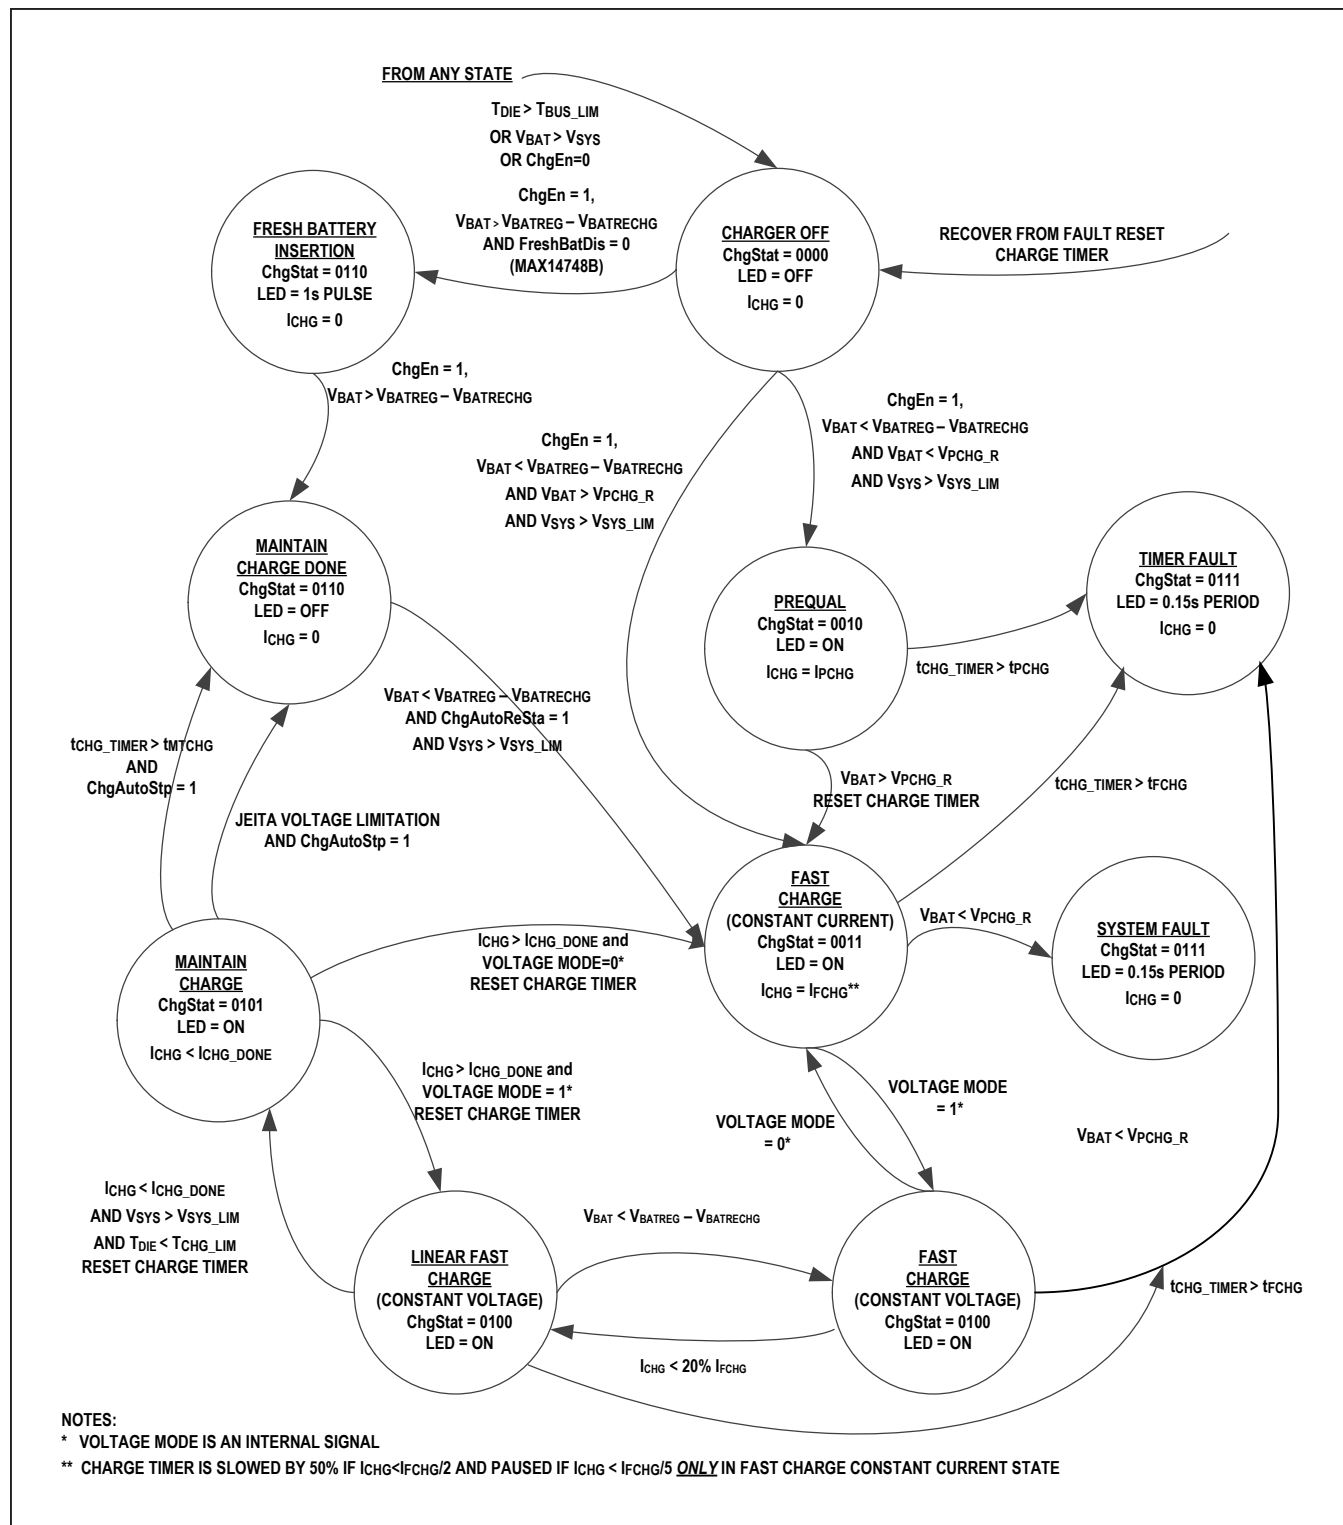 FROM ANY STATE
TDIE > TBUS_LIM
OR VBAT > VSYS
OR ChgEn=0
ChgEn = 1,
VBAT > VBATREG – VBATRECHG
AND FreshBatDis = 0
(MAX14748B)
FRESH BATTERY
INSERTION
ChgStat = 0110
LED = 1s PULSE
ICHG = 0
CHARGER OFF
ChgStat = 0000
LED = OFF
ICHG = 0
RECOVER FROM FAULT RESET
CHARGE TIMER
ChgEn = 1,
VBAT > VBATREG – VBATRECHG
ChgEn = 1,
VBAT < VBATREG – VBATRECHG
AND VBAT > VPCHG_R
AND VSYS > VSYS_LIM
ChgEn = 1,
VBAT < VBATREG – VBATRECHG
AND VBAT < VPCHG_R
AND VSYS > VSYS_LIM
MAINTAIN
CHARGE DONE
ChgStat = 0110
LED = OFF
ICHG = 0
PREQUAL
ChgStat = 0010
LED = ON
ICHG = IPCHG
TIMER FAULT
ChgStat = 0111
LED = 0.15s PERIOD
ICHG = 0
tCHG_TIMER > tPCHG
VBAT < VBATREG – VBATRECHG
AND ChgAutoReSta = 1
AND VSYS > VSYS_LIM
tCHG_TIMER > tMTCHG
AND
ChgAutoStp = 1
VBAT > VPCHG_R
RESET CHARGE TIMER
tCHG_TIMER > tFCHG
JEITA VOLTAGE LIMITATION
AND ChgAutoStp = 1
FAST
CHARGE
(CONSTANT CURRENT)
ChgStat = 0011
LED = ON
ICHG = IFCHG**
VBAT < VPCHG_R
SYSTEM FAULT
ChgStat = 0111
LED = 0.15s PERIOD
ICHG = 0
MAINTAIN
CHARGE
ChgStat = 0101
LED = ON
ICHG < ICHG_DONE
ICHG > ICHG_DONE and
VOLTAGE MODE=0*
RESET CHARGE TIMER
ICHG > ICHG_DONE and
VOLTAGE MODE = 1*
RESET CHARGE TIMER
VOLTAGE MODE
= 0*
VOLTAGE MODE
= 1*
VBAT < VPCHG_R
ICHG < ICHG_DONE
AND VSYS > VSYS_LIM
AND TDIE < TCHG_LIM
RESET CHARGE TIMER
VBAT < VBATREG – VBATRECHG
LINEAR FAST
CHARGE
(CONSTANT VOLTAGE)
ChgStat = 0100
LED = ON
FAST
CHARGE
(CONSTANT VOLTAGE)
ChgStat = 0100
LED = ON
tCHG_TIMER > tFCHG
ICHG < 20% IFCHG
NOTES:
* VOLTAGE MODE IS AN INTERNAL SIGNAL
** CHARGE TIMER IS SLOWED BY 50% IF ICHG<IFCHG/2 AND PAUSED IF ICHG < IFCHG/5 ONLY IN FAST CHARGE CONSTANT CURRENT STATE